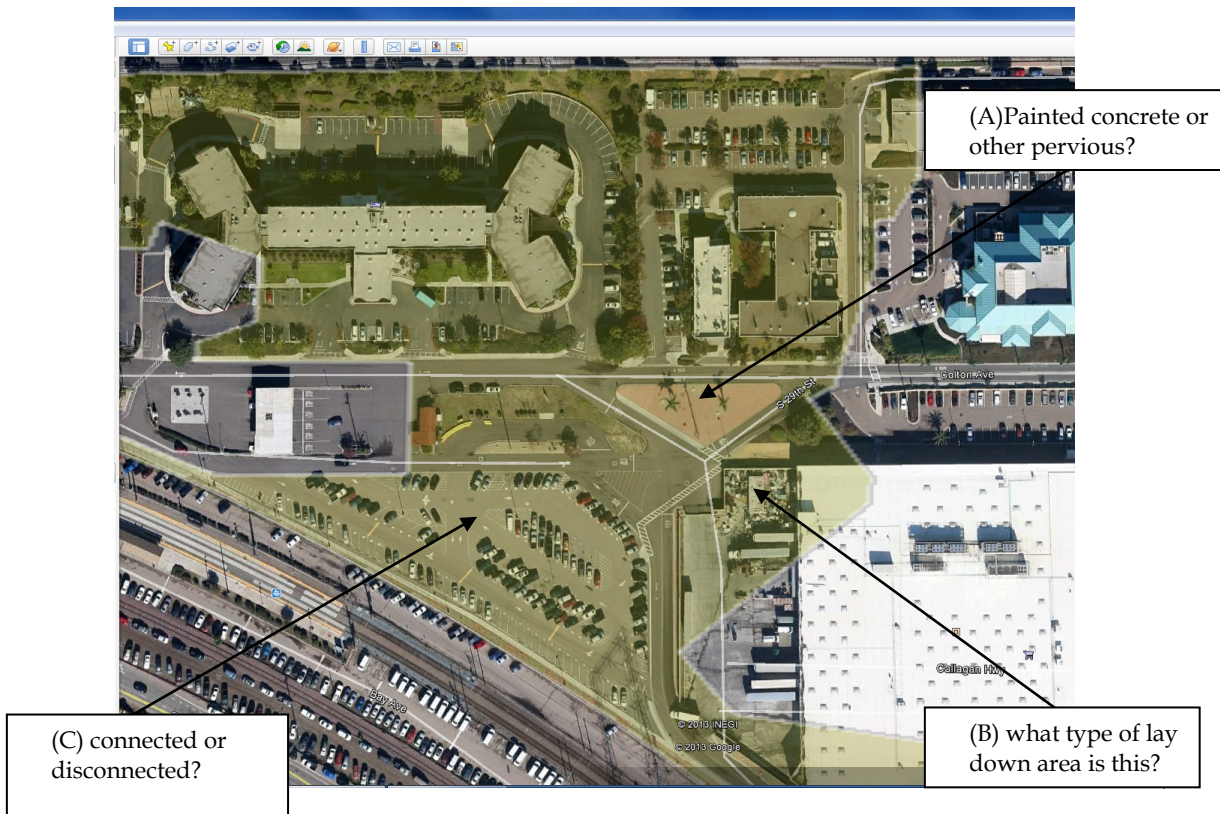 (A)Painted concrete or
other pervious?
Colton Ave
S 29th St
Callagan Hwy
Bay Ave
© 2013 INEGI
© 2013 Google
(C) connected or
disconnected?
(B) what type of lay
down area is this?